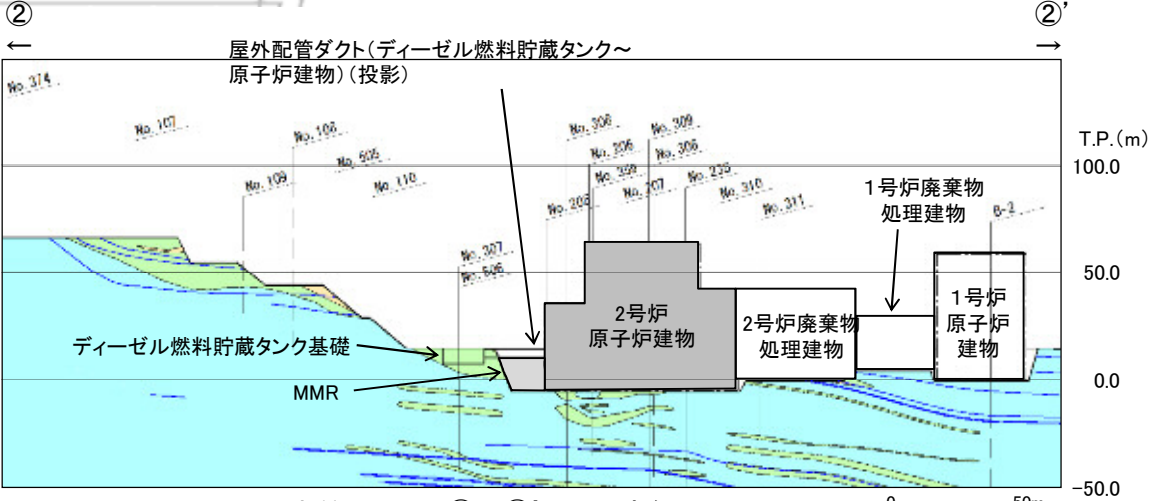 ②
②'
←
→
屋外配管ダクト(ディーゼル燃料貯蔵タンク～
原子炉建物)(投影)
No. 374
No. 107
No. 108
No. 605
No. 109
No. 110
No. 306
No. 309
No. 206
No. 308
No. 207
No. 235
No. 310
No. 311
No. 307
No. 606
B-2
T.P.(m)
100.0
50.0
0.0
-50.0
1号炉廃棄物
処理建物
2号炉
原子炉建物
2号炉廃棄物
処理建物
1号炉
原子炉
建物
ディーゼル燃料貯蔵タンク基礎
MMR
0
50m